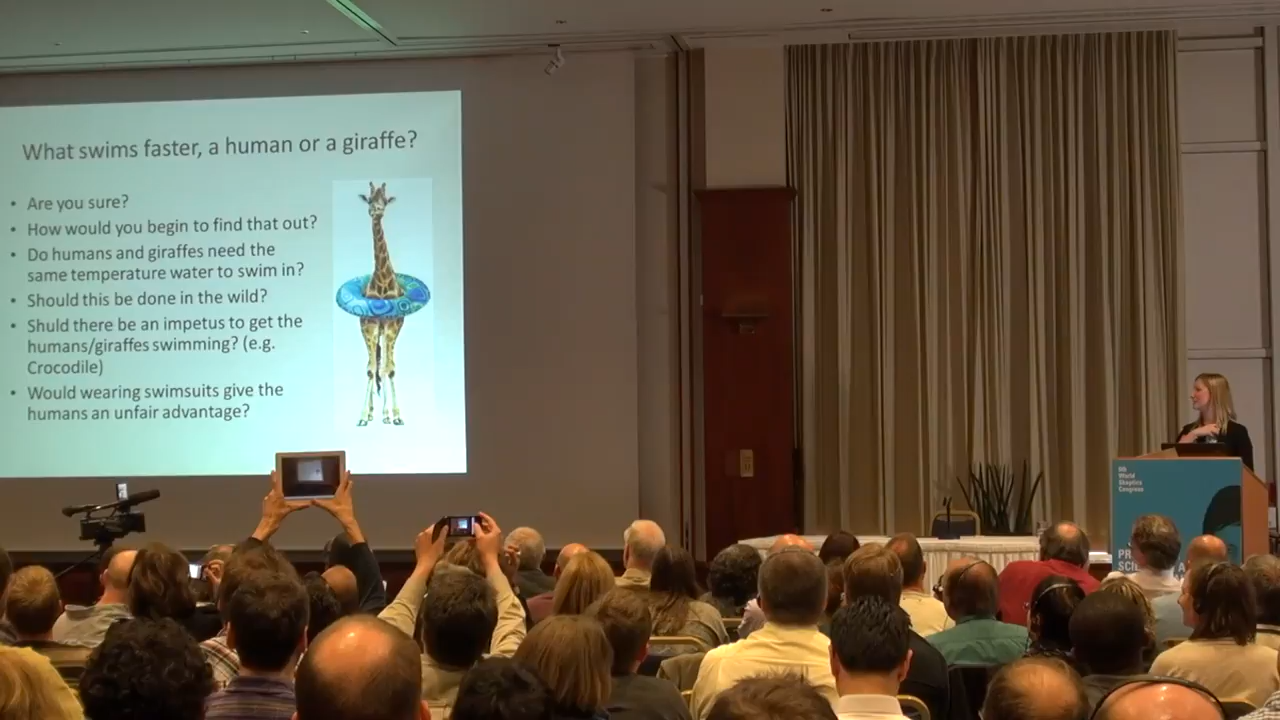 What swims faster, a human or a giraffe?
• Are you sure?
• How would you begin to find that out?
• Do humans and giraffes need the
same temperature water to swim in?
• Should this be done in the wild?
• Shuld there be an impetus to get the
humans/giraffes swimming? (e.g.
Crocodile)
• Would wearing swimsuits give the
humans an unfair advantage?
World
Skeptics
Congress